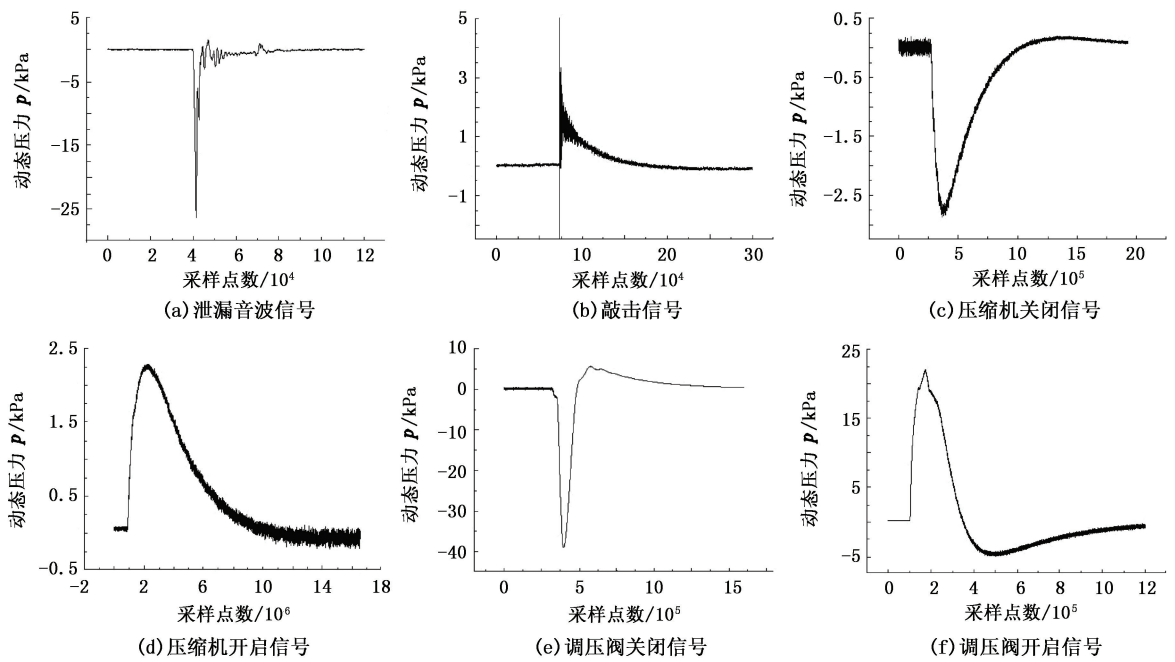 5
-5
-15
-25
动态压力 p/kPa
0 2 4 6 8 10 12
采样点数/10⁴
(a)泄漏音波信号
5
3
1
-1
动态压力 p/kPa
0 10 20 30
采样点数/10⁴
(b)敲击信号
0.5
-0.5
-1.5
-2.5
动态压力 p/kPa
0 5 10 15 20
采样点数/10⁵
(c)压缩机关闭信号
2.5
1.5
0.5
-0.5
动态压力 p/kPa
-2 2 6 10 14 18
采样点数/10⁶
(d)压缩机开启信号
10
0
-10
-20
-30
-40
动态压力 p/kPa
0 5 10 15
采样点数/10⁵
(e)调压阀关闭信号
25
15
5
-5
动态压力 p/kPa
0 2 4 6 8 10 12
采样点数/10⁵
(f)调压阀开启信号